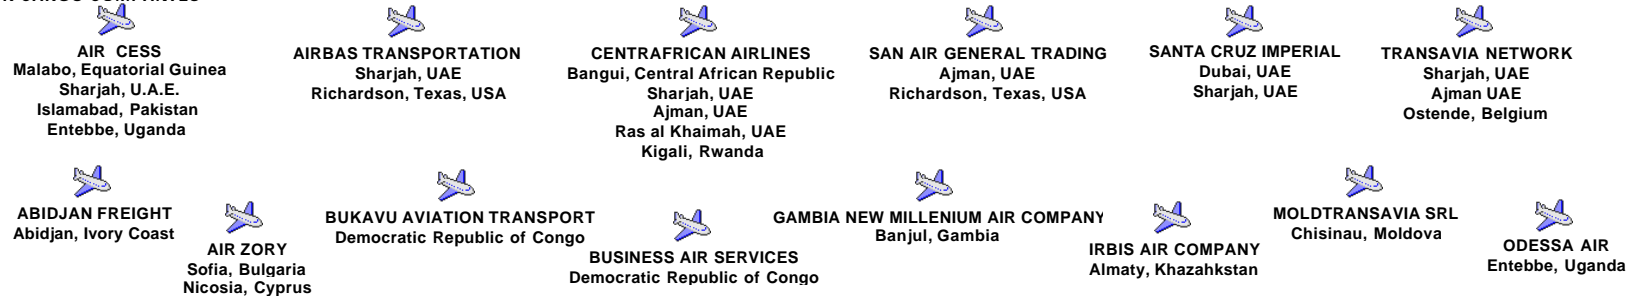 AIR CESS
Malabo, Equatorial Guinea
Sharjah, U.A.E.
Islamabad, Pakistan
Entebbe, Uganda
AIRBAS TRANSPORTATION
Sharjah, UAE
Richardson, Texas, USA
CENTRAFRICAN AIRLINES
Bangui, Central African Republic
Sharjah, UAE
Ajman, UAE
Ras al Khaimah, UAE
Kigali, Rwanda
SAN AIR GENERAL TRADING
Ajman, UAE
Richardson, Texas, USA
SANTA CRUZ IMPERIAL
Dubai, UAE
Sharjah, UAE
TRANSAVIA NETWORK
Sharjah, UAE
Ajman UAE
Ostende, Belgium
ABIDJAN FREIGHT
Abidjan, Ivory Coast
AIR ZORY
Sofia, Bulgaria
Nicosia, Cyprus
BUKAVU AVIATION TRANSPORT
Democratic Republic of Congo
BUSINESS AIR SERVICES
Democratic Republic of Congo
GAMBIA NEW MILLENIUM AIR COMPANY
Banjul, Gambia
IRBIS AIR COMPANY
Almaty, Khazahkstan
MOLDTRANSAVIA SRL
Chisinau, Moldova
ODESSA AIR
Entebbe, Uganda